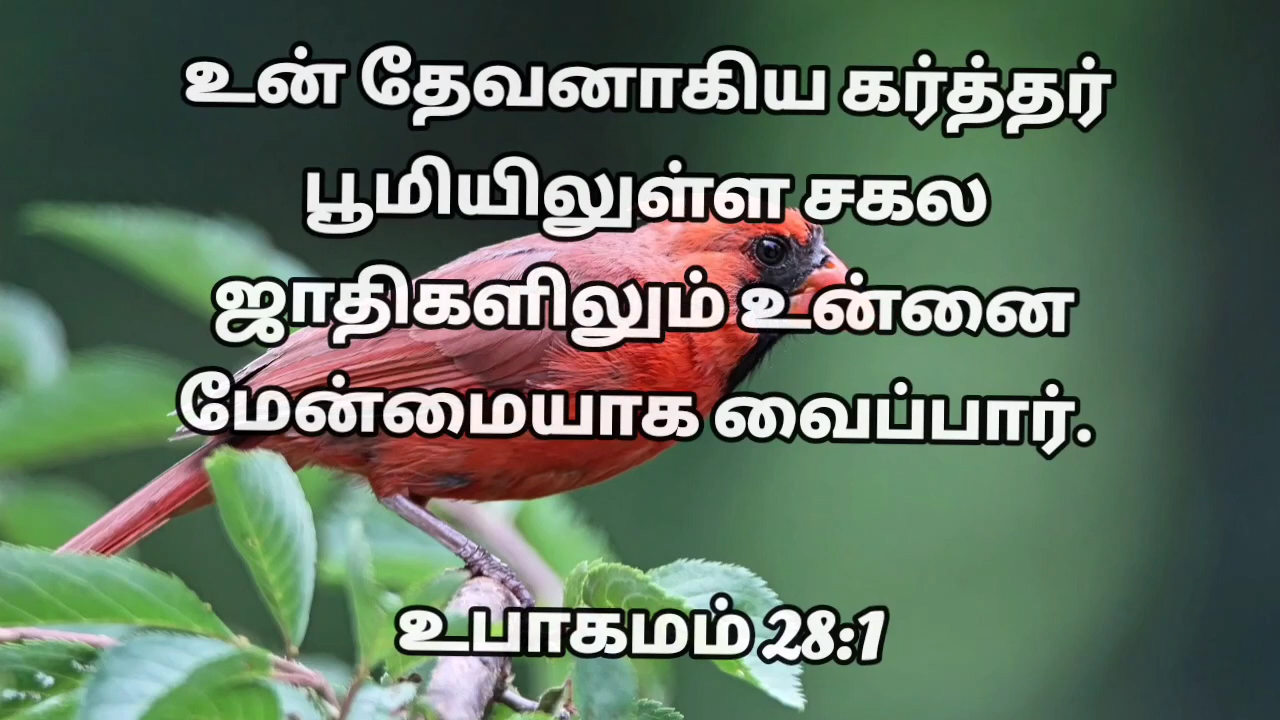 உன் தேவனாகிய கர்த்தர்
பூமியிலுள்ள சகல
ஜாதிகளிலும் உன்னை
மேன்மையாக வைப்பார்.
உபாகமம் 28:1